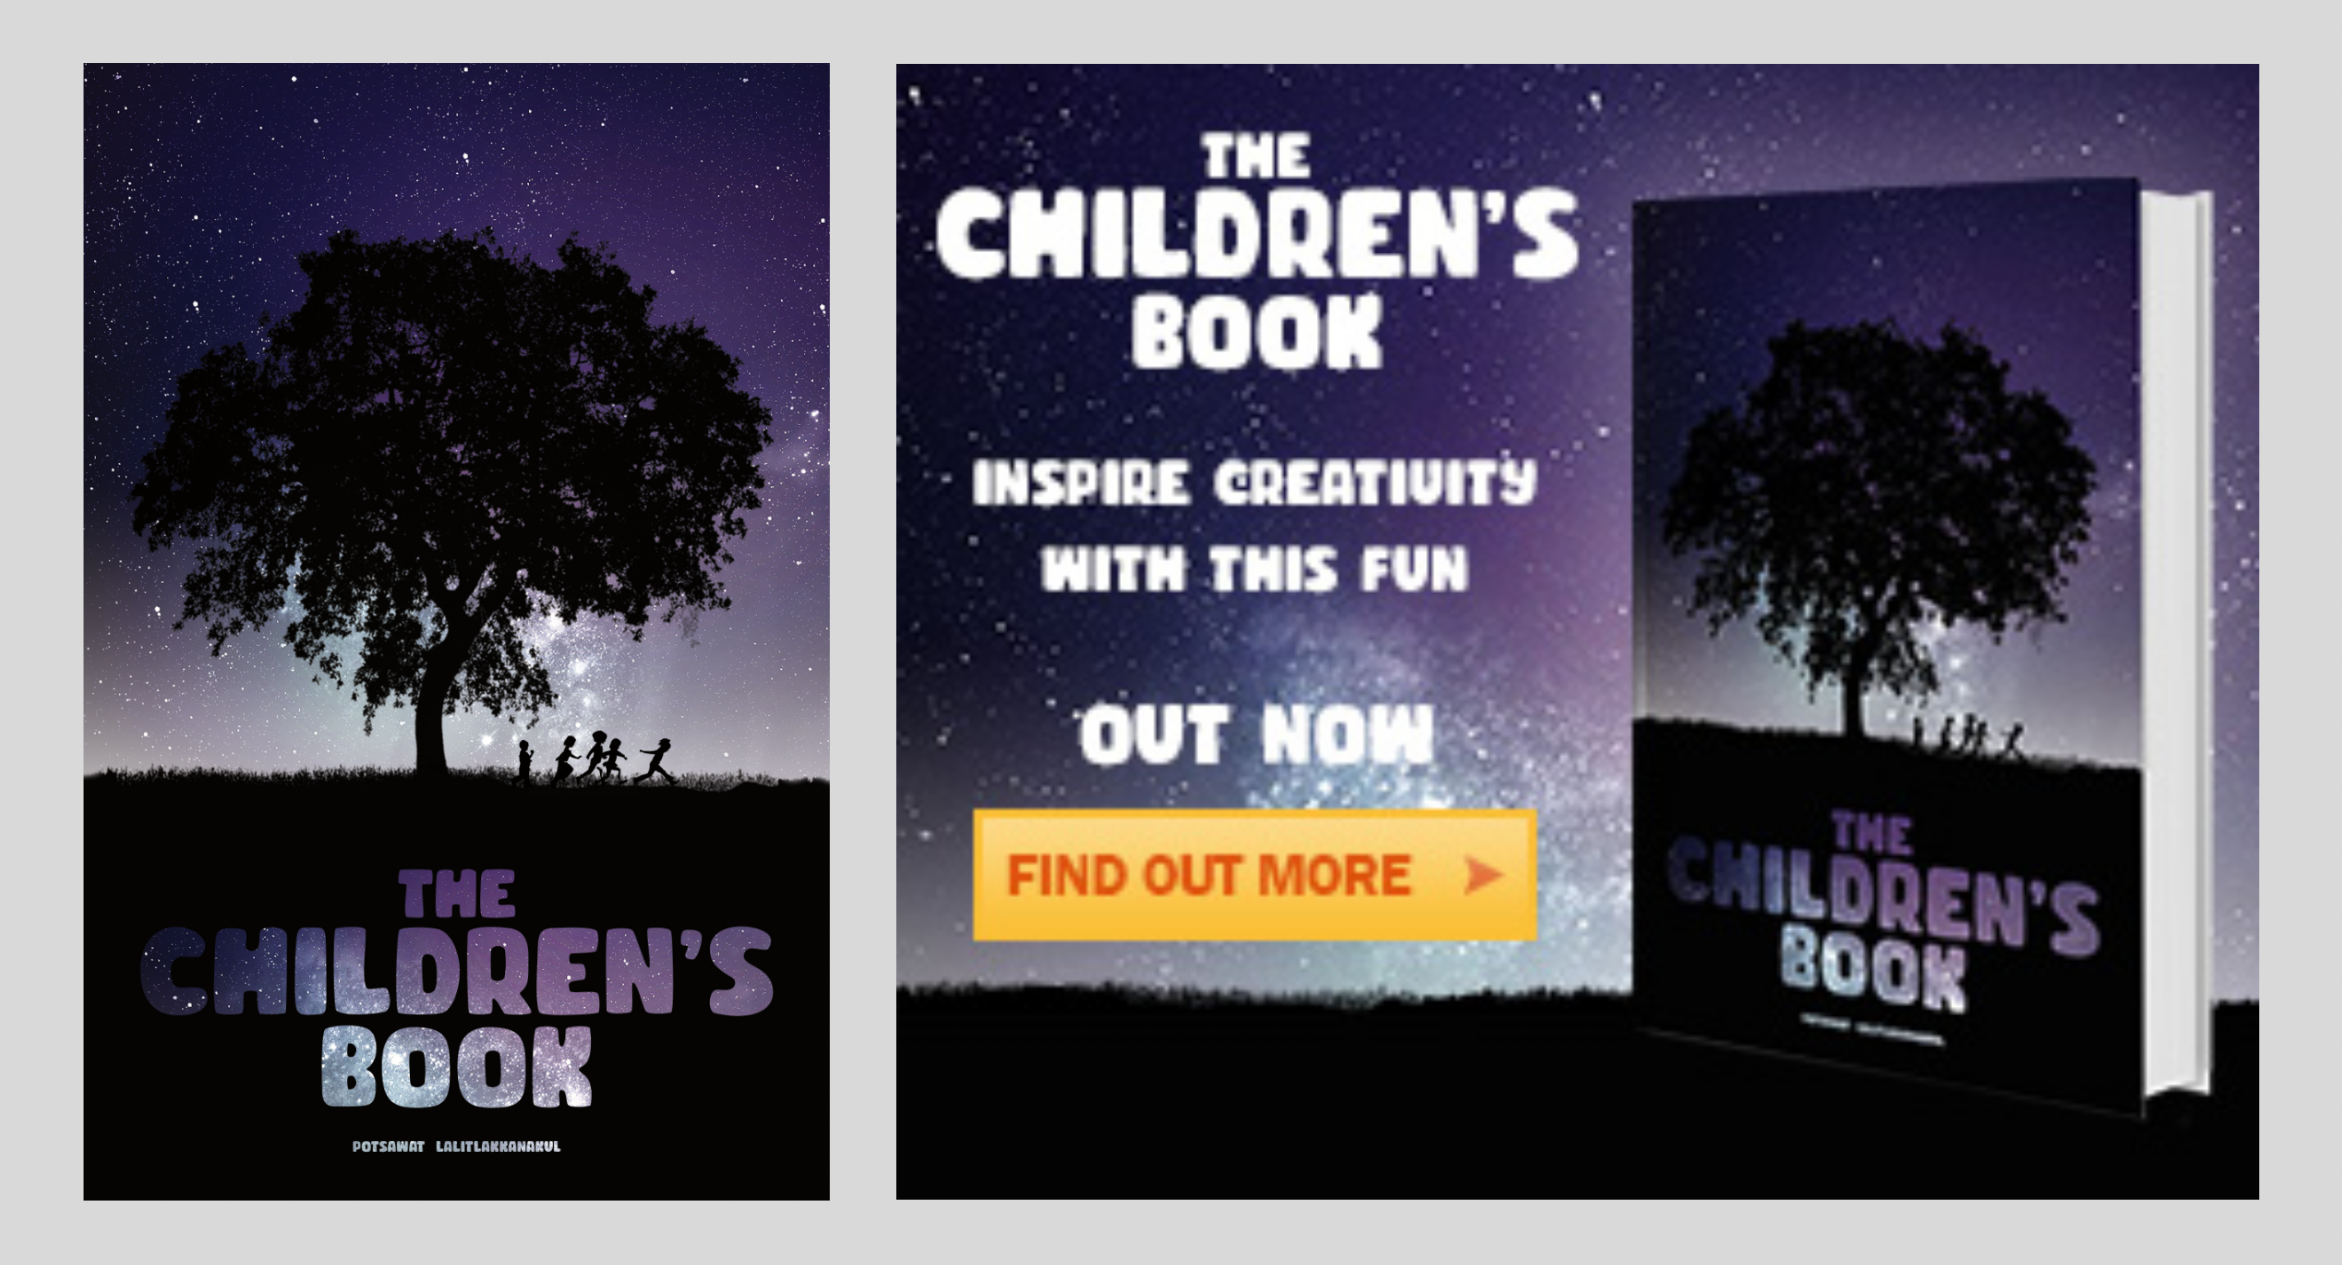 THE
CHILDREN'S
BOOK
POTSAWAT LALITLAKKANAKUL
THE
CHILDREN'S
BOOK
INSPIRE CREATIVITY
WITH THIS FUN
OUT NOW
FIND OUT MORE
THE
CHILDREN'S
BOOK